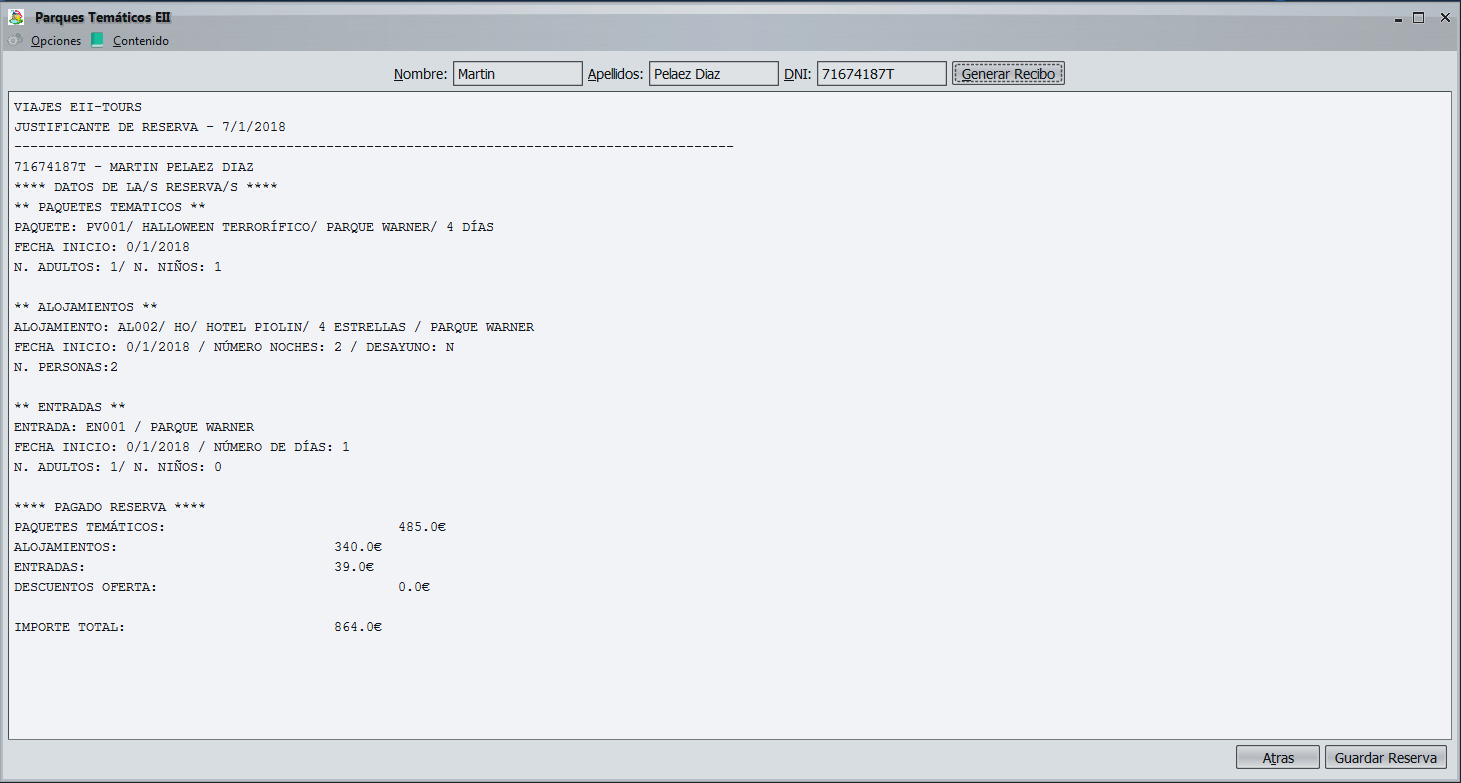 Parques Temáticos EII
Opciones Contenido
Nombre: Martin Apellidos: Pelaez Diaz DNI: 71674187T Generar Recibo
VIAJES EII-TOURS
JUSTIFICANTE DE RESERVA - 7/1/2018
------------------------------------------------------------------------------------------
71674187T - MARTIN PELAEZ DIAZ
**** DATOS DE LA/S RESERVA/S ****
** PAQUETES TEMATICOS **
PAQUETE: PV001/ HALLOWEEN TERRORÍFICO/ PARQUE WARNER/ 4 DÍAS
FECHA INICIO: 0/1/2018
N. ADULTOS: 1/ N. NIÑOS: 1
** ALOJAMIENTOS **
ALOJAMIENTO: AL002/ HO/ HOTEL PIOLIN/ 4 ESTRELLAS / PARQUE WARNER
FECHA INICIO: 0/1/2018 / NÚMERO NOCHES: 2 / DESAYUNO: N
N. PERSONAS:2
** ENTRADAS **
ENTRADA: EN001 / PARQUE WARNER
FECHA INICIO: 0/1/2018 / NÚMERO DE DÍAS: 1
N. ADULTOS: 1/ N. NIÑOS: 0
**** PAGADO RESERVA ****
PAQUETES TEMÁTICOS: 485.0€
ALOJAMIENTOS: 340.0€
ENTRADAS: 39.0€
DESCUENTOS OFERTA: 0.0€
IMPORTE TOTAL: 864.0€
Atras Guardar Reserva